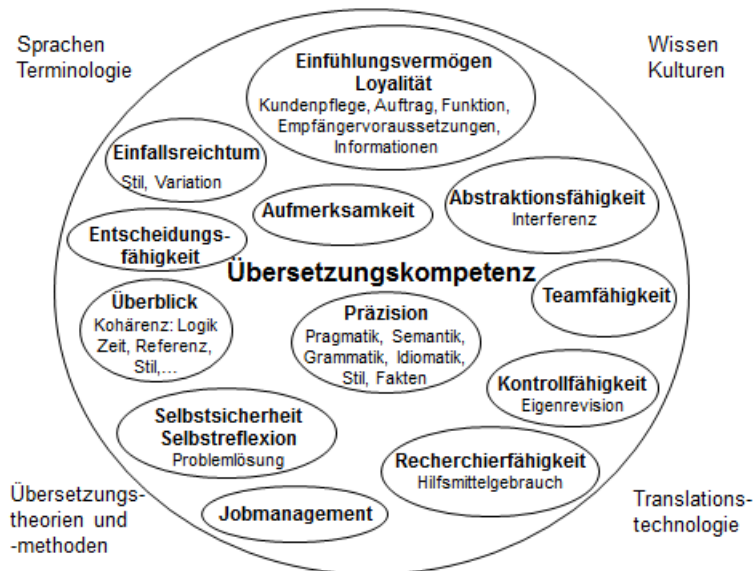 Sprachen
Terminologie
Wissen
Kulturen
Einfühlungsvermögen
Loyalität
Kundenpflege, Auftrag, Funktion,
Empfängervoraussetzungen,
Informationen
Einfallsreichtum
Stil, Variation
Aufmerksamkeit
Abstraktionsfähigkeit
Interferenz
Entscheidungs-
fähigkeit
Übersetzungskompetenz
Überblick
Kohärenz: Logik
Zeit, Referenz,
Stil,...
Präzision
Pragmatik, Semantik,
Grammatik, Idiomatik,
Stil, Fakten
Teamfähigkeit
Kontrollfähigkeit
Eigenrevision
Selbstsicherheit
Selbstreflexion
Problemlösung
Recherchierfähigkeit
Hilfsmittelgebrauch
Jobmanagement
Übersetzungs-
theorien und
-methoden
Translations-
technologie